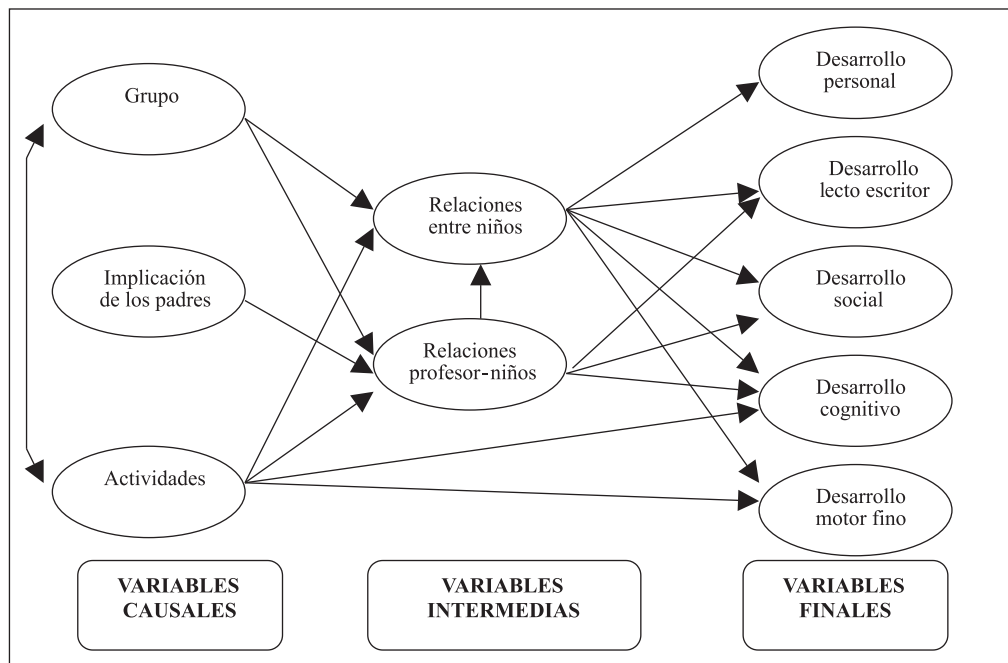 Grupo
Implicación
de los padres
Actividades
Relaciones
entre niños
Relaciones
profesor-niños
Desarrollo
personal
Desarrollo
lecto escritor
Desarrollo
social
Desarrollo
cognitivo
Desarrollo
motor fino
VARIABLES
CAUSALES
VARIABLES
INTERMEDIAS
VARIABLES
FINALES